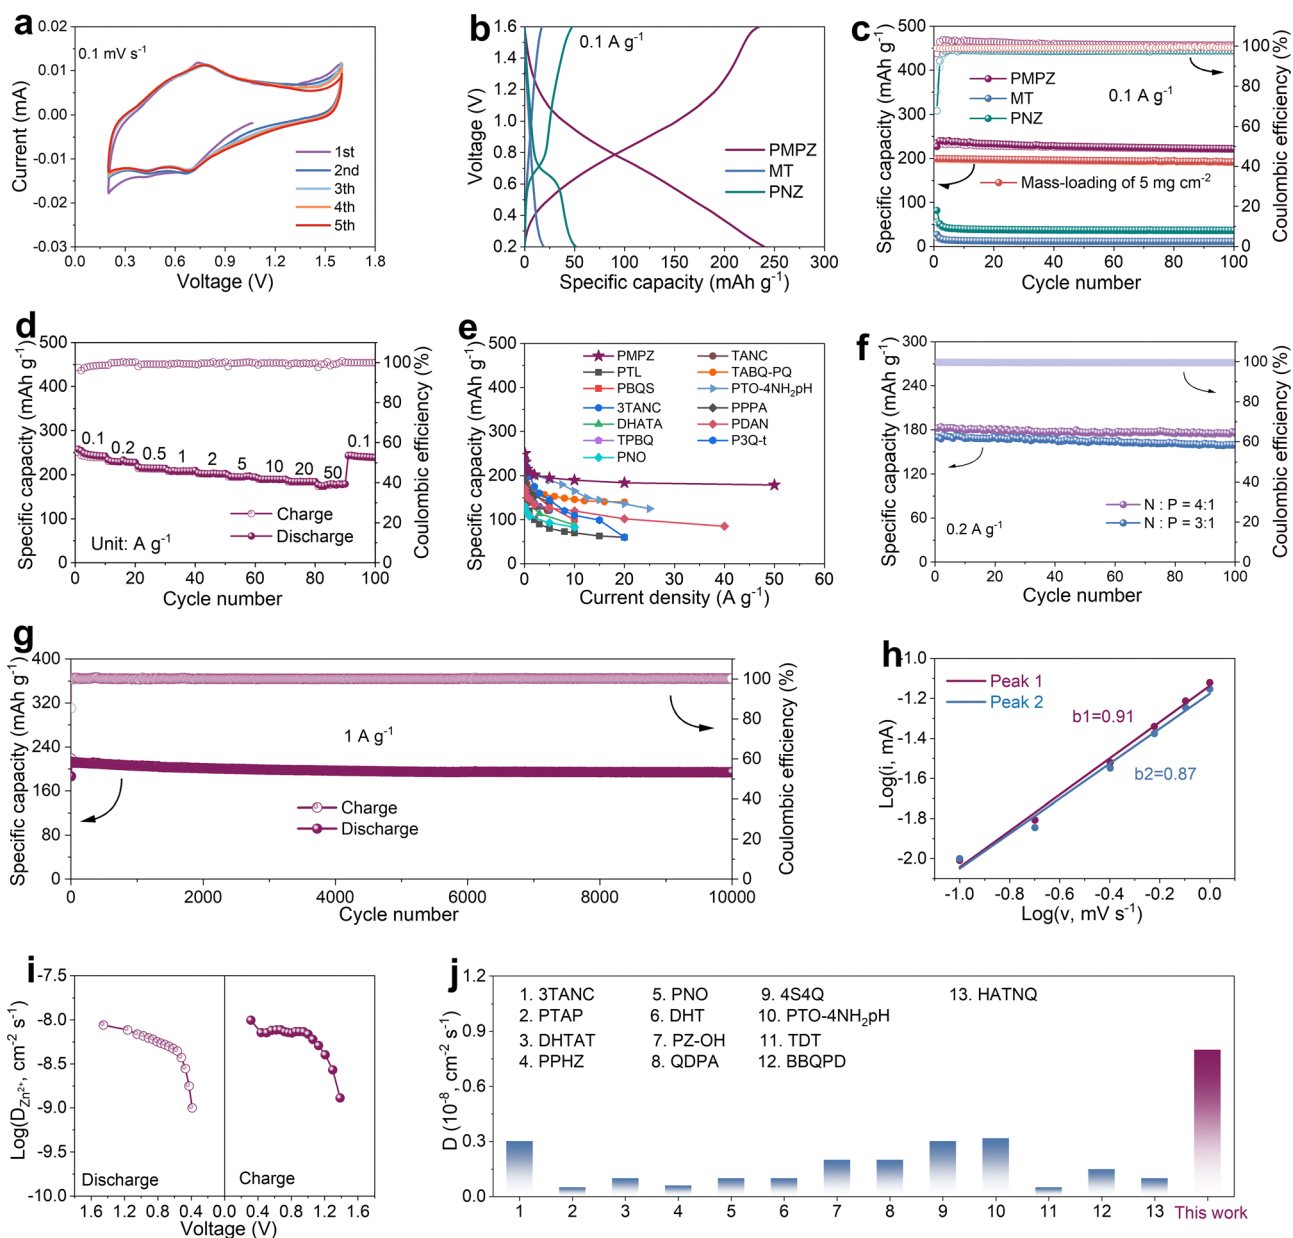 a
0.02
0.01
0.00
-0.01
-0.02
-0.03
Current (mA)
0.1 mV s⁻¹
1st
2nd
3th
4th
5th
0.0 0.3 0.6 0.9 1.2 1.5 1.8
Voltage (V)
b
1.6
1.4
1.2
1.0
0.8
0.6
0.4
0.2
Voltage (V)
0.1 A g⁻¹
PMPZ
MT
PNZ
0 50 100 150 200 250 300
Specific capacity (mAh g⁻¹)
c
500
400
300
200
100
0
Specific capacity (mAh g⁻¹)
PMPZ
MT
PNZ
0.1 A g⁻¹
Mass-loading of 5 mg cm⁻²
100
80
60
40
20
0
Coulombic efficiency (%)
0 20 40 60 80 100
Cycle number
d
500
400
300
200
100
0
Specific capacity (mAh g⁻¹)
0.1 0.2 0.5 1 2 5 10 20 50 0.1
Charge
Discharge
Unit: A g⁻¹
100
80
60
40
20
0
Coulombic efficiency (%)
0 20 40 60 80 100
Cycle number
e
500
400
300
200
100
0
Specific capacity (mAh g⁻¹)
PMPZ
PTL
PBQS
3TANC
DHATA
TPBQ
PNO
TANC
TABQ-PQ
PTO-4NH₂pH
PPPA
PDAN
P3Q-t
0 10 20 30 40 50 60
Current density (A g⁻¹)
f
300
240
180
120
60
0
Specific capacity (mAh g⁻¹)
N : P = 4:1
N : P = 3:1
0.2 A g⁻¹
100
80
60
40
20
0
Coulombic efficiency (%)
0 20 40 60 80 100
Cycle number
g
400
320
240
160
80
0
Specific capacity (mAh g⁻¹)
1 A g⁻¹
Charge
Discharge
100
80
60
40
20
0
Coulombic efficiency (%)
0 2000 4000 6000 8000 10000
Cycle number
h
-1.0
-1.2
-1.4
-1.6
-1.8
-2.0
Log(i, mA)
Peak 1
Peak 2
b1=0.91
b2=0.87
-1.0 -0.8 -0.6 -0.4 -0.2 0.0
Log(v, mV s⁻¹)
i
-7.5
-8.0
-8.5
-9.0
-9.5
-10.0
Log(D_Zn²⁺, cm⁻² s⁻¹)
Discharge
Charge
1.6 1.2 0.8 0.4 0.0 0.4 0.8 1.2 1.6
Voltage (V)
j
1.2
0.9
0.6
0.3
0.0
D (10⁻⁸, cm⁻² s⁻¹)
1. 3TANC
2. PTAP
3. DHTAT
4. PPHZ
5. PNO
6. DHT
7. PZ-OH
8. QDPA
9. 4S4Q
10. PTO-4NH₂pH
11. TDT
12. BBQPD
13. HATNQ
1 2 3 4 5 6 7 8 9 10 11 12 13 This work